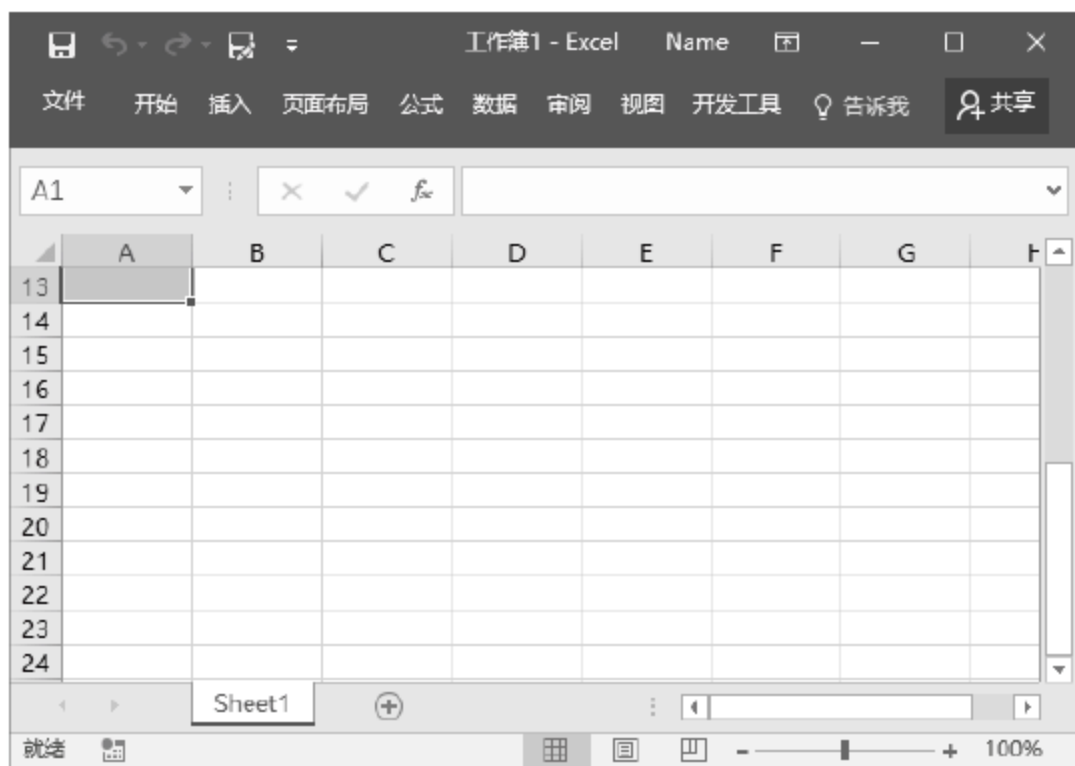 工作簿1 - Excel Name
文件 开始 插入 页面布局 公式 数据 审阅 视图 开发工具 告诉我 共享
A1 fx
A B C D E F G H
13
14
15
16
17
18
19
20
21
22
23
24
Sheet1
就绪 100%